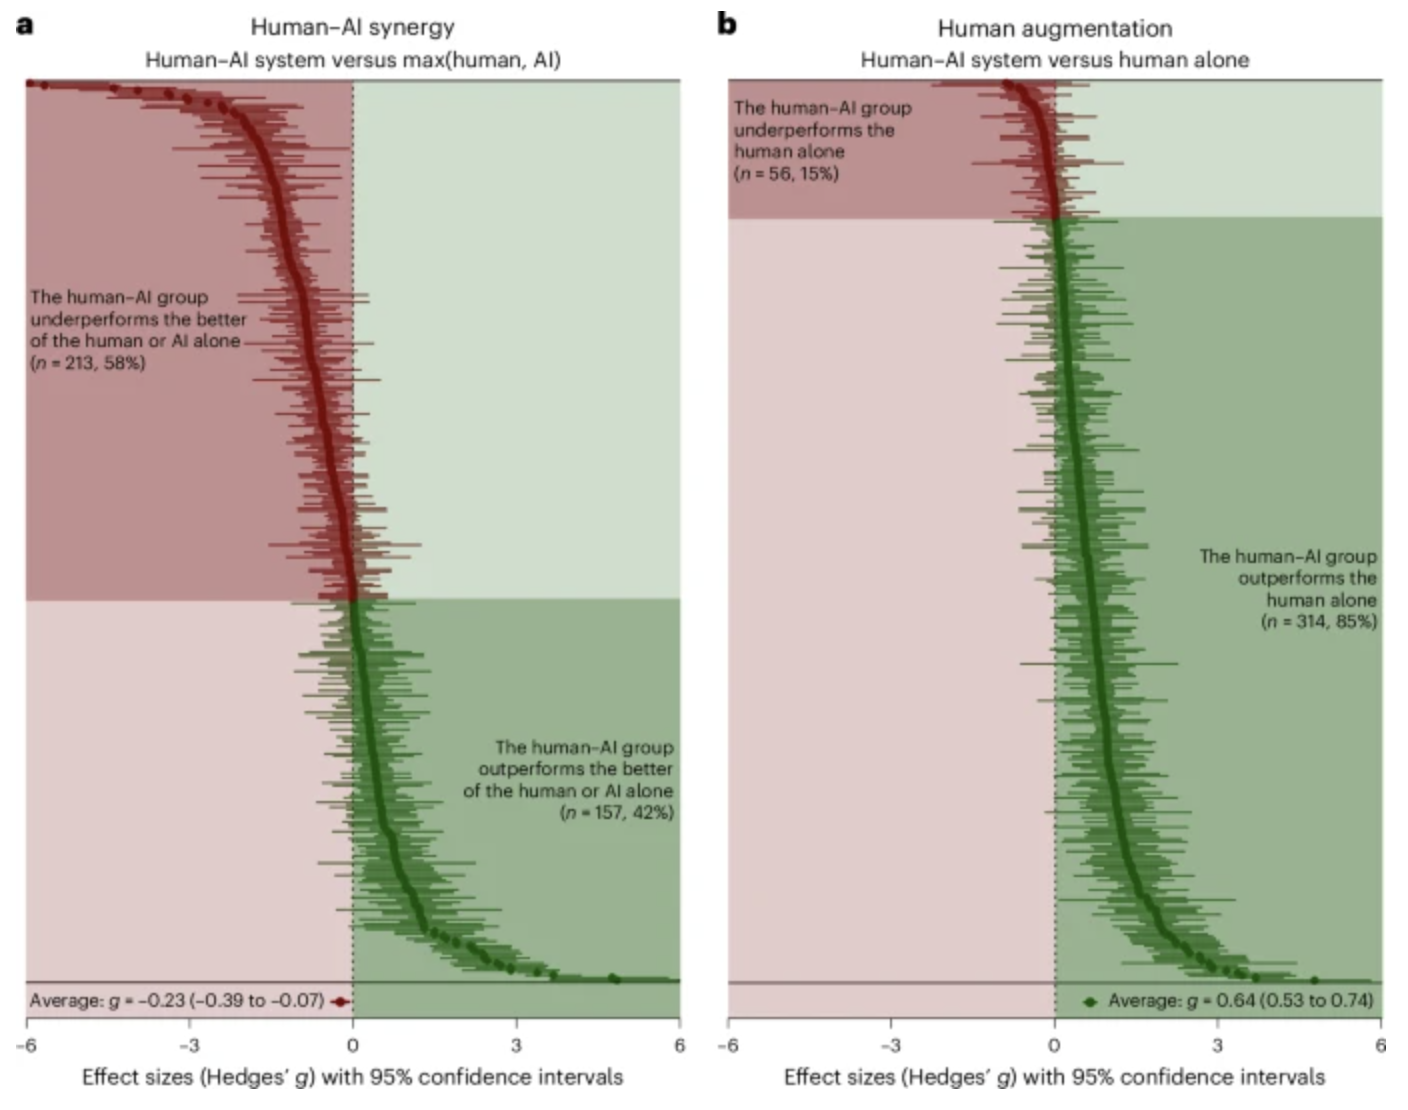 a
Human–AI synergy
Human–AI system versus max(human, AI)
The human–AI group
underperforms the better
of the human or AI alone
(n = 213, 58%)
The human–AI group
outperforms the better
of the human or AI alone
(n = 157, 42%)
Average: g = −0.23 (−0.39 to −0.07)
−6
−3
0
3
6
Effect sizes (Hedges’ g) with 95% confidence intervals
b
Human augmentation
Human–AI system versus human alone
The human–AI group
underperforms the
human alone
(n = 56, 15%)
The human–AI group
outperforms the
human alone
(n = 314, 85%)
Average: g = 0.64 (0.53 to 0.74)
−6
−3
0
3
6
Effect sizes (Hedges’ g) with 95% confidence intervals